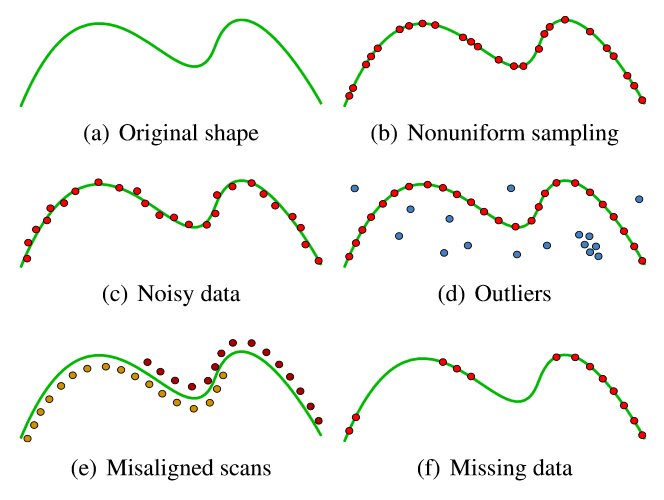 (a) Original shape
(b) Nonuniform sampling
(c) Noisy data
(d) Outliers
(e) Misaligned scans
(f) Missing data